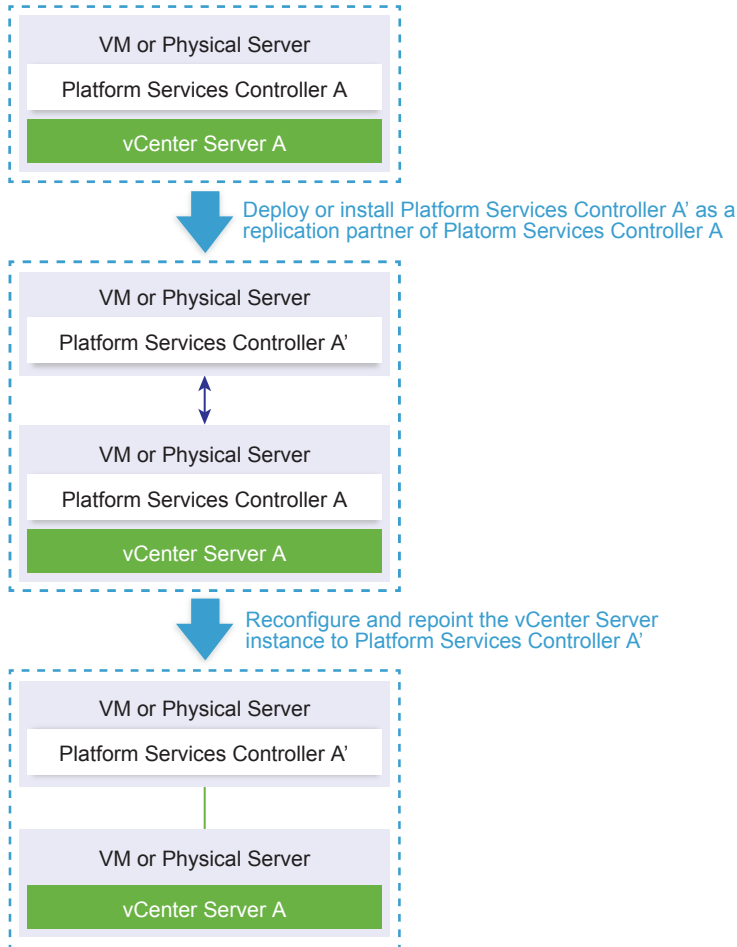 VM or Physical Server
Platform Services Controller A
vCenter Server A
Deploy or install Platform Services Controller A’ as a
replication partner of Platorm Services Controller A
VM or Physical Server
Platform Services Controller A’
VM or Physical Server
Platform Services Controller A
vCenter Server A
Reconfigure and repoint the vCenter Server
instance to Platform Services Controller A’
VM or Physical Server
Platform Services Controller A’
VM or Physical Server
vCenter Server A